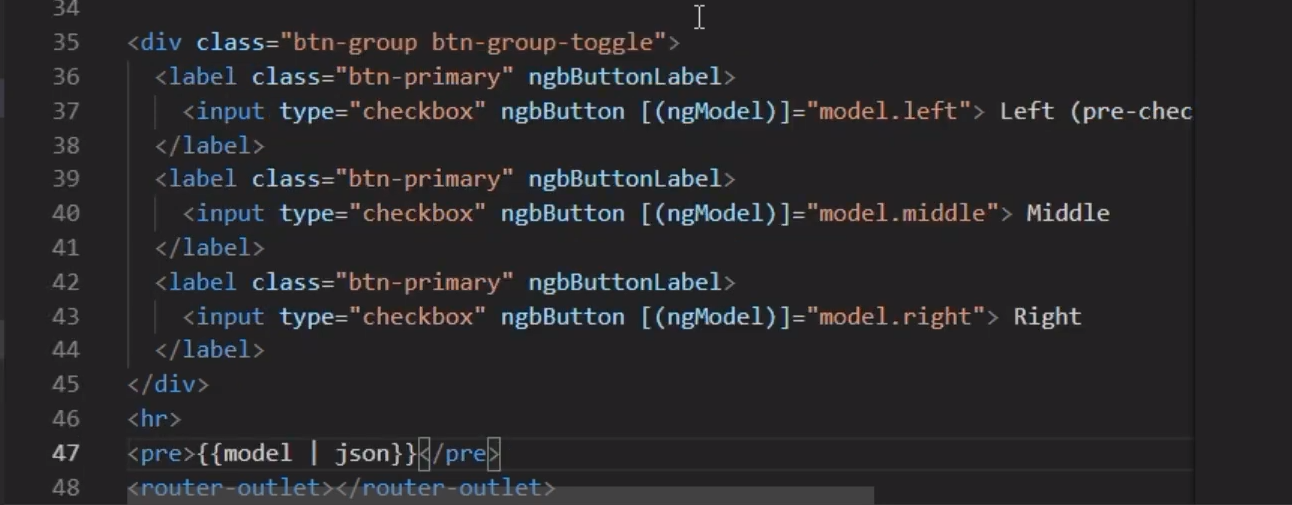 34
35 <div class="btn-group btn-group-toggle">
36 <label class="btn-primary" ngbButtonLabel>
37 <input type="checkbox" ngbButton [(ngModel)]="model.left"> Left (pre-chec
38 </label>
39 <label class="btn-primary" ngbButtonLabel>
40 <input type="checkbox" ngbButton [(ngModel)]="model.middle"> Middle
41 </label>
42 <label class="btn-primary" ngbButtonLabel>
43 <input type="checkbox" ngbButton [(ngModel)]="model.right"> Right
44 </label>
45 </div>
46 <hr>
47 <pre>{{model | json}}</pre>
48 <router-outlet></router-outlet>